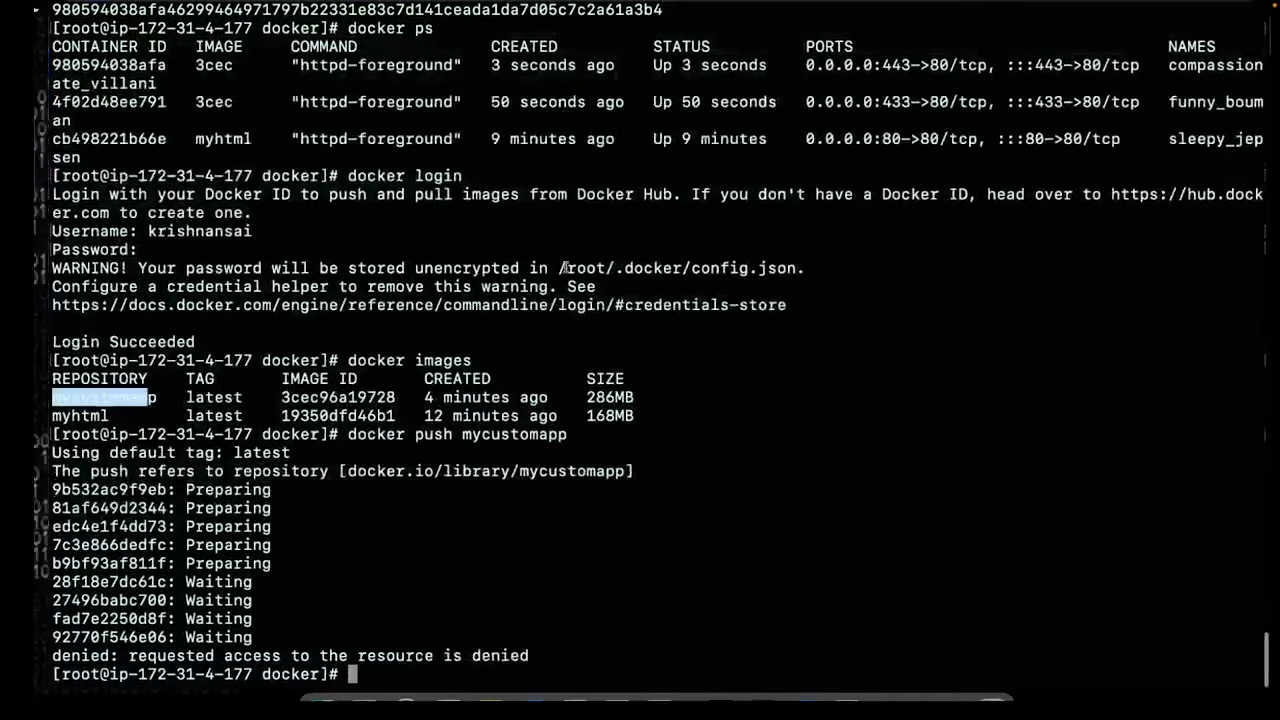 980594038afa46299464971797b22331e83c7d141ceada1da7d05c7c2a61a3b4
[root@ip-172-31-4-177 docker]# docker ps
CONTAINER ID IMAGE COMMAND CREATED STATUS PORTS NAMES
980594038afa 3cec "httpd-foreground" 3 seconds ago Up 3 seconds 0.0.0.0:443->80/tcp, :::443->80/tcp compassion
ate_villani
4f02d48ee791 3cec "httpd-foreground" 50 seconds ago Up 50 seconds 0.0.0.0:433->80/tcp, :::433->80/tcp funny_boum
an
cb498221b66e myhtml "httpd-foreground" 9 minutes ago Up 9 minutes 0.0.0.0:80->80/tcp, :::80->80/tcp sleepy_jep
sen
[root@ip-172-31-4-177 docker]# docker login
Login with your Docker ID to push and pull images from Docker Hub. If you don't have a Docker ID, head over to https://hub.dock
er.com to create one.
Username: krishnansai
Password:
WARNING! Your password will be stored unencrypted in /root/.docker/config.json.
Configure a credential helper to remove this warning. See
https://docs.docker.com/engine/reference/commandline/login/#credentials-store
Login Succeeded
[root@ip-172-31-4-177 docker]# docker images
REPOSITORY TAG IMAGE ID CREATED SIZE
mycustomapp latest 3cec96a19728 4 minutes ago 286MB
myhtml latest 19350dfd46b1 12 minutes ago 168MB
[root@ip-172-31-4-177 docker]# docker push mycustomapp
Using default tag: latest
The push refers to repository [docker.io/library/mycustomapp]
9b532ac9f9eb: Preparing
81af649d2344: Preparing
edc4e1f4dd73: Preparing
7c3e866dedfc: Preparing
b9bf93af811f: Preparing
28f18e7dc61c: Waiting
27496babc700: Waiting
fad7e2250d8f: Waiting
92770f546e06: Waiting
denied: requested access to the resource is denied
[root@ip-172-31-4-177 docker]#